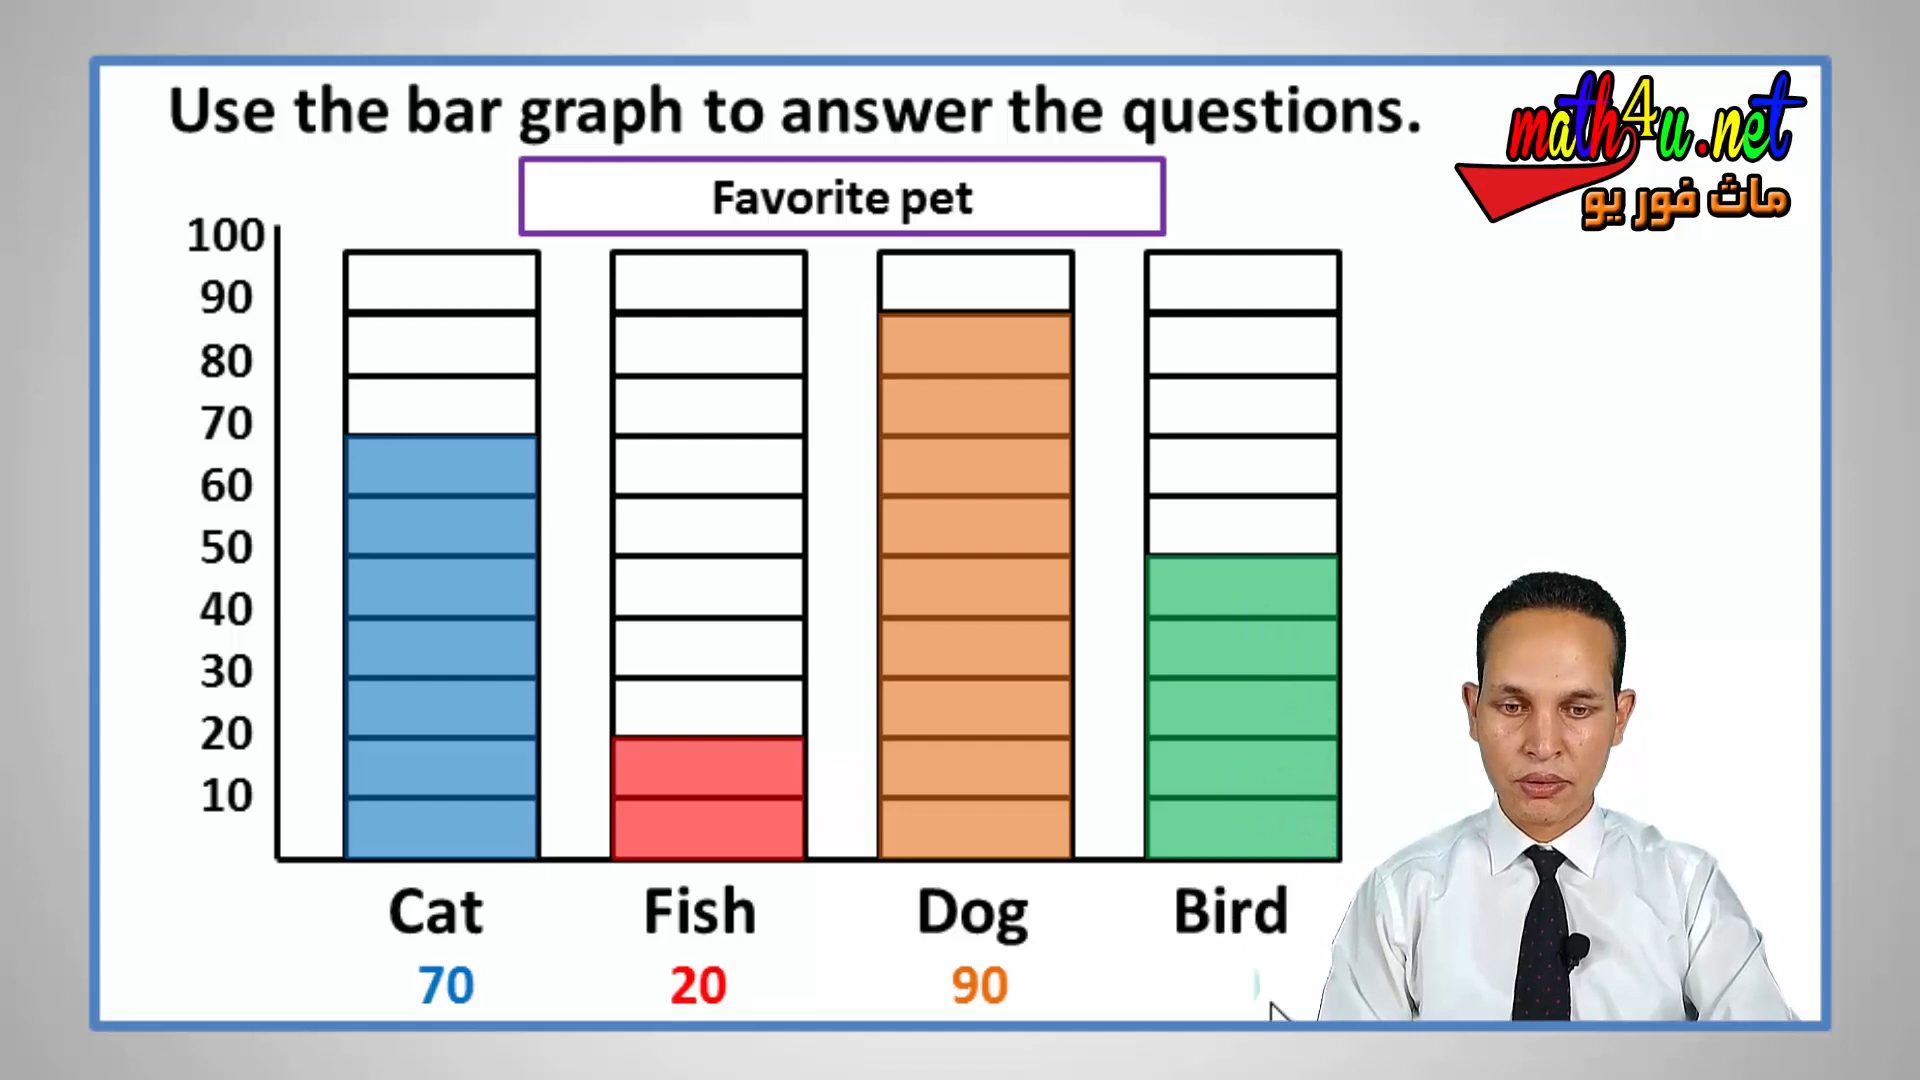 Use the bar graph to answer the questions.
math4u.net
ماث فور يو
Favorite pet
100
90
80
70
60
50
40
30
20
10
Cat Fish Dog Bird
70 20 90